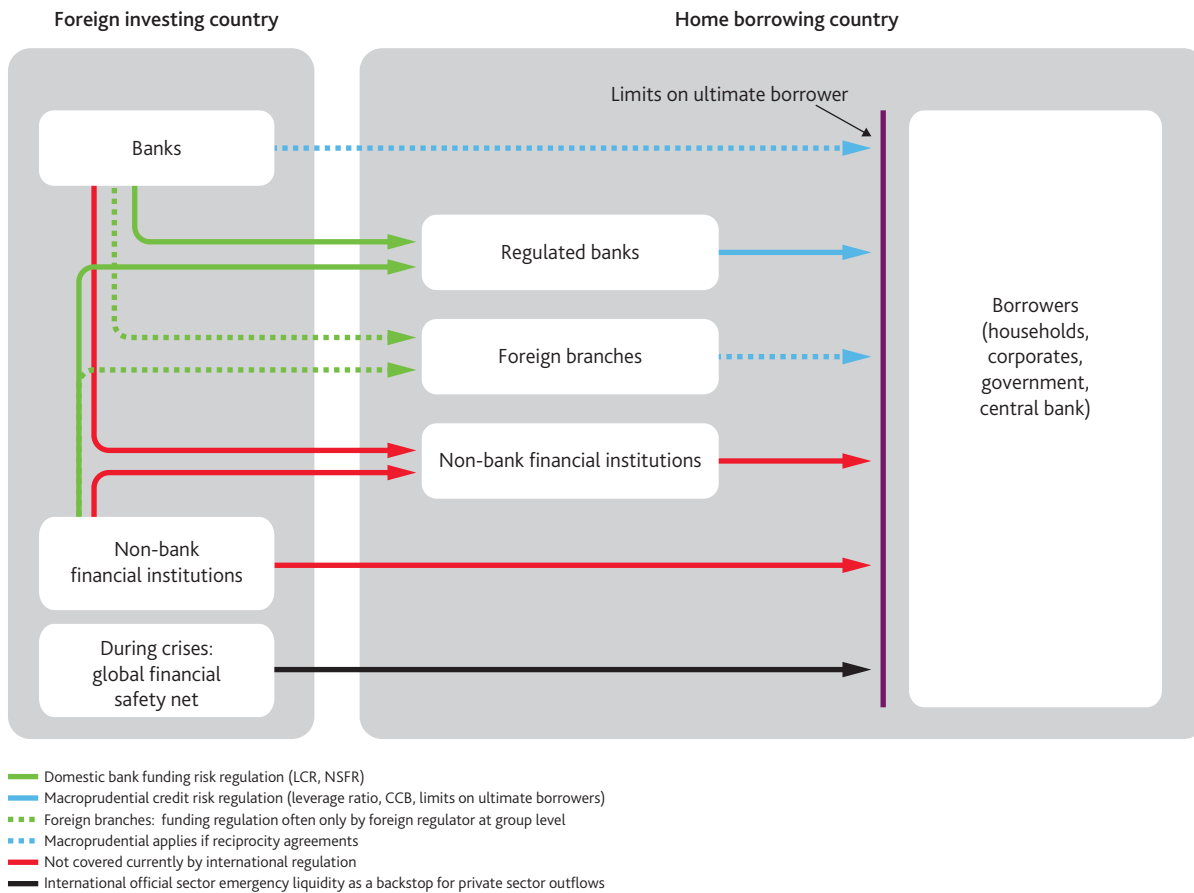 Foreign investing country
Home borrowing country
Limits on ultimate borrower
Banks
Regulated banks
Foreign branches
Non-bank financial institutions
Borrowers
(households,
corporates,
government,
central bank)
Non-bank
financial institutions
During crises:
global financial
safety net
Domestic bank funding risk regulation (LCR, NSFR)
Macroprudential credit risk regulation (leverage ratio, CCB, limits on ultimate borrowers)
Foreign branches: funding regulation often only by foreign regulator at group level
Macroprudential applies if reciprocity agreements
Not covered currently by international regulation
International official sector emergency liquidity as a backstop for private sector outflows